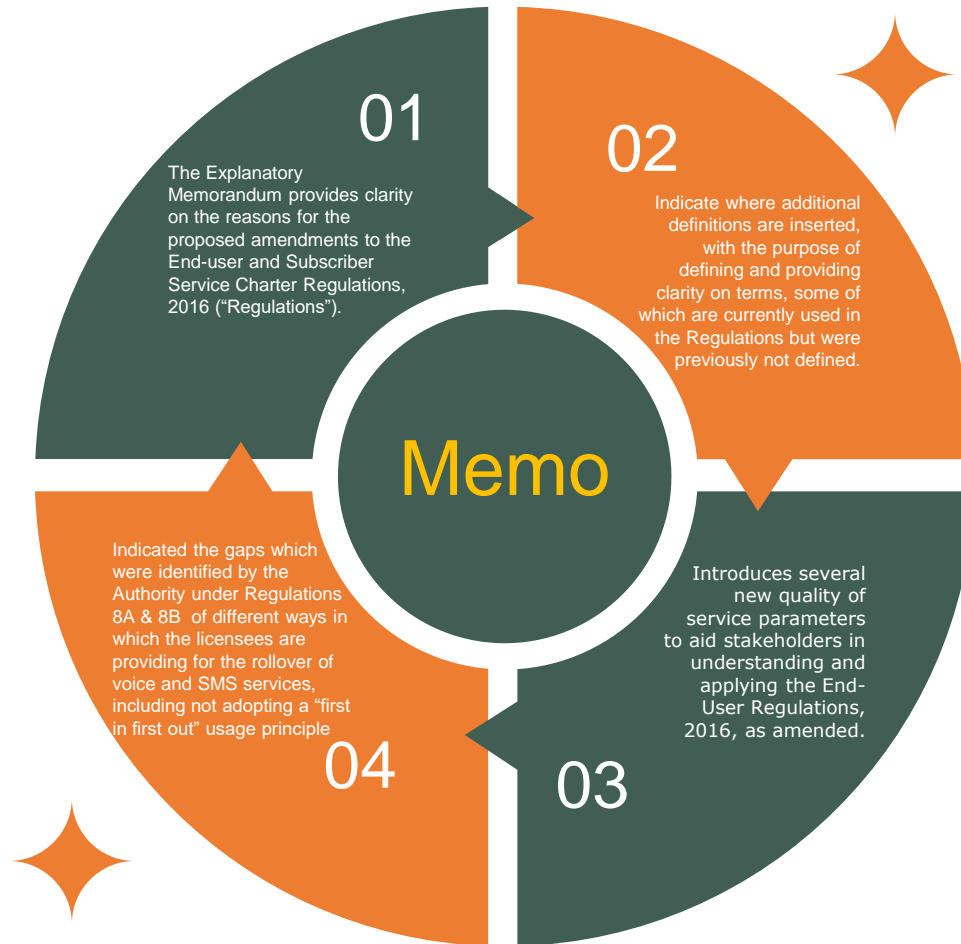 01
The Explanatory
Memorandum provides clarity
on the reasons for the
proposed amendments to the
End-user and Subscriber
Service Charter Regulations,
2016 (“Regulations”).
02
Indicate where additional
definitions are inserted,
with the purpose of
defining and providing
clarity on terms, some of
which are currently used in
the Regulations but were
previously not defined.
Memo
Introduces several
new quality of
service parameters
to aid stakeholders in
understanding and
applying the End-
User Regulations,
2016, as amended.
03
Indicated the gaps which
were identified by the
Authority under Regulations
8A & 8B of different ways in
which the licensees are
providing for the rollover of
voice and SMS services,
including not adopting a “first
in first out” usage principle
04